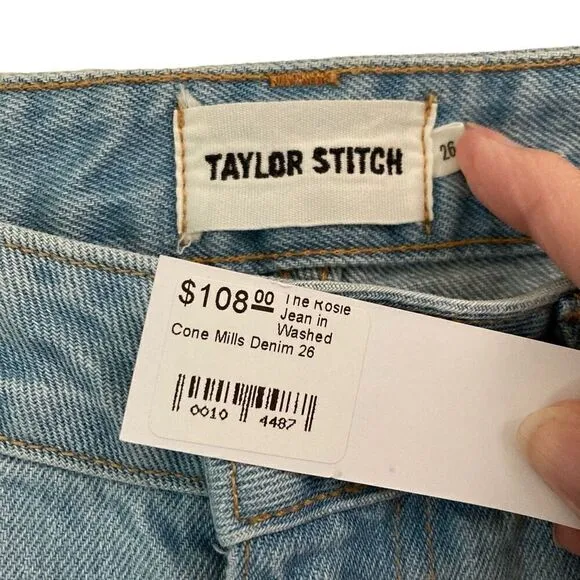 TAYLOR STITCH
26
$108.00 The Rosie
Jean in
Washed
Cone Mills Denim 26
0010 4487